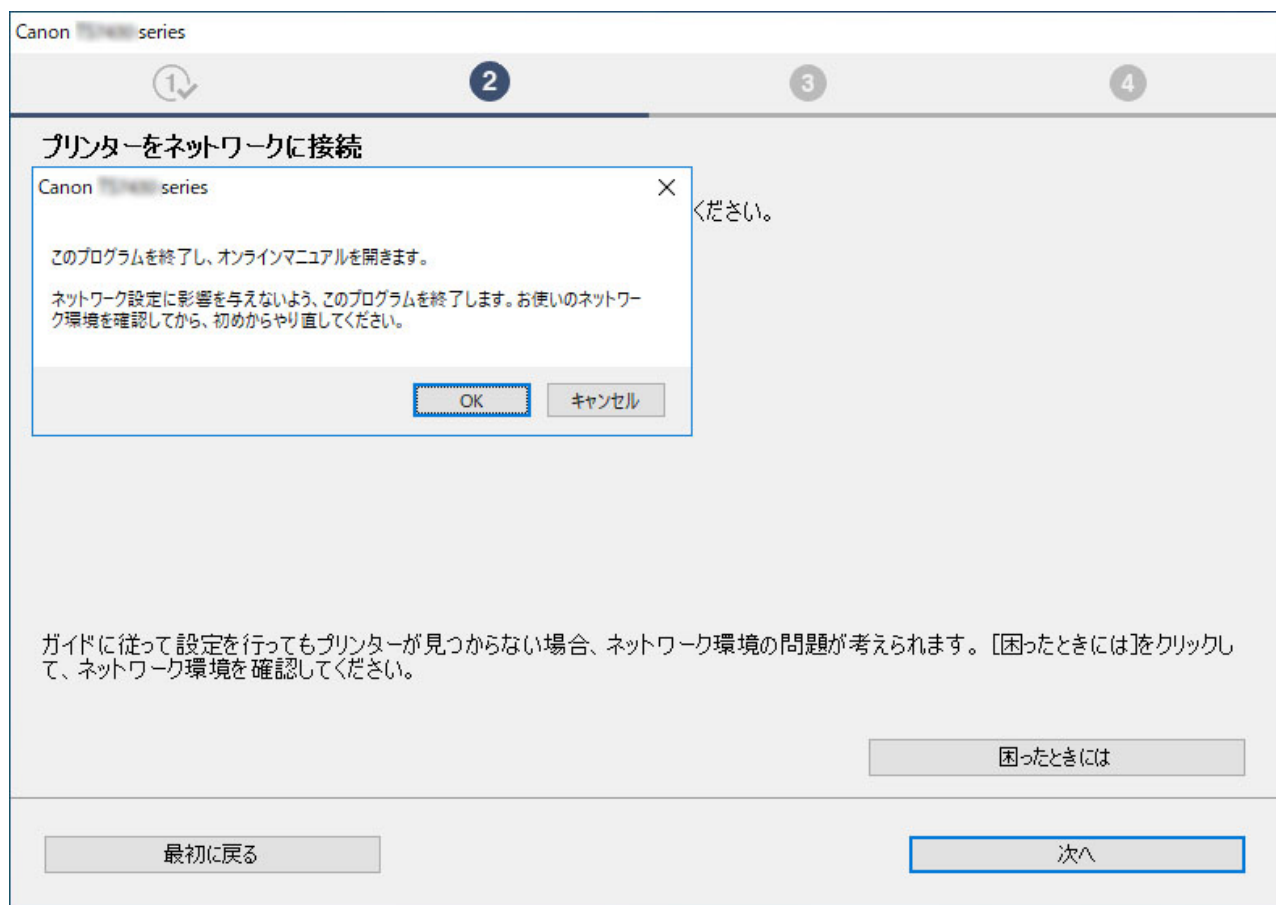 Canon series
1
2
3
4
プリンターをネットワークに接続
Canon series
ください。
このプログラムを終了し、オンラインマニュアルを開きます。
ネットワーク設定に影響を与えないよう、このプログラムを終了します。お使いのネットワー
ク環境を確認してから、初めからやり直してください。
OK
キャンセル
ガイドに従って設定を行ってもプリンターが見つからない場合、ネットワーク環境の問題が考えられます。[困ったときには]をクリックし
て、ネットワーク環境を確認してください。
困ったときには
最初に戻る
次へ